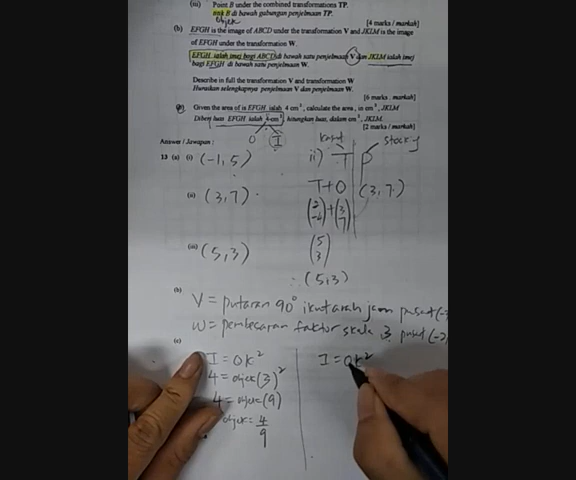 (iii) Point B under the combined transformations TP.
titik B di bawah gabungan penjelmaan TP.
Objek
[4 marks / markah]
(b) EFGH is the image of ABCD under the transformation V and JKLM is the image
of EFGH under the transformation W.
EFGH ialah imej bagi ABCD di bawah satu penjelmaan V dan JKLM ialah imej
bagi EFGH di bawah satu penjelmaan W.
Describe in full the transformation V and transformation W
Huraikan selengkapnya penjelmaan V dan penjelmaan W.
[6 marks / markah]
Given the area of is EFGH ialah 4 cm², calculate the area, in cm², JKLM
Diberi luas EFGH ialah 4 cm², hitungkan luas, dalam cm², JKLM.
[2 marks / markah]
O I
Answer / Jawapan :
Kasut
13 (a) (i) (-1, 5) ii) T P
(ii) (3, 7) T+O (3, 7)
(2 -4) + (3 7)
(iii) (5, 3) (5 3)
(5,3)
(b)
V = putaran 90° ikut arah jam pusat
W = pembesaran faktor skala 3 pusat
(c)
I = Ok² I = Ok²
4 = objek (3)²
4 = objek (9)
objek = 4/9